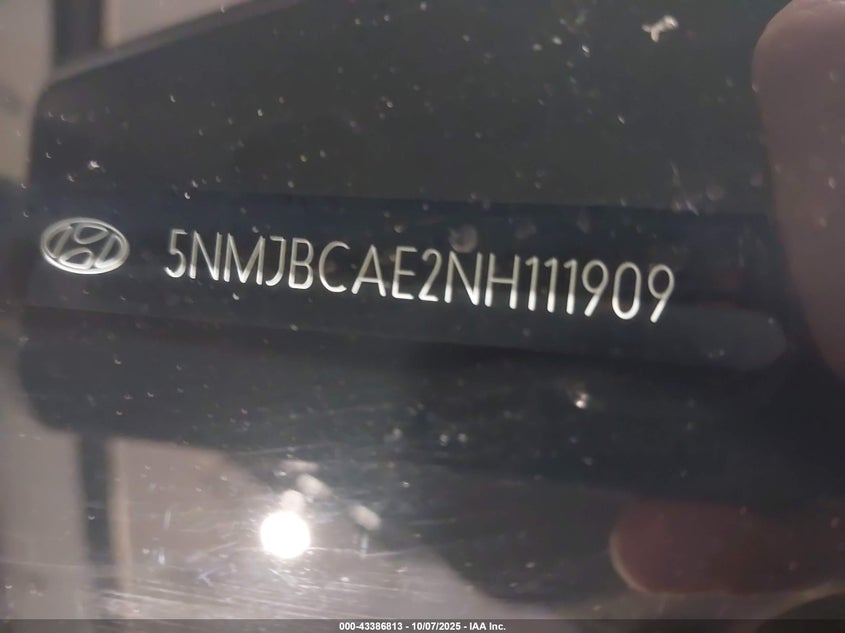 5NMJBCAE2NH111909
000-43386813 - 10/07/2025 - IAA Inc.